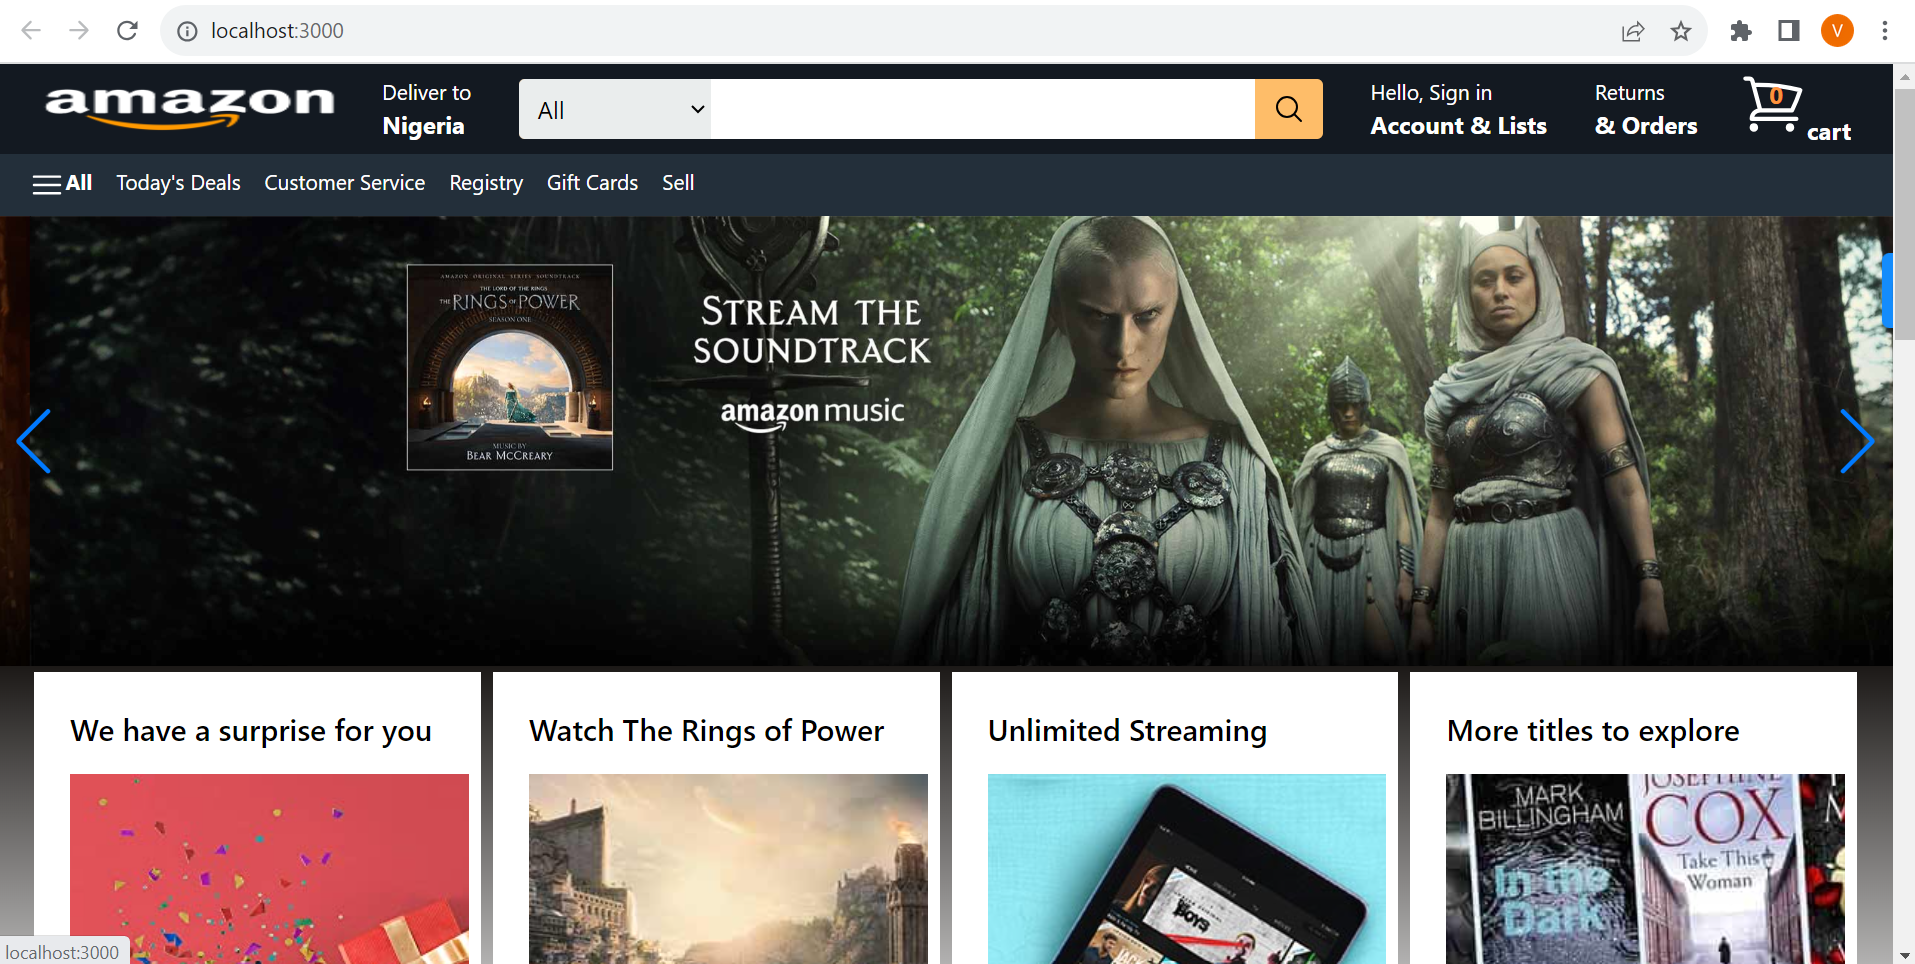 localhost:3000
V
amazon
Deliver to
Nigeria
All
Hello, Sign in
Account & Lists
Returns
& Orders
0
cart
All
Today's Deals
Customer Service
Registry
Gift Cards
Sell
AMAZON ORIGINAL SERIES SOUNDTRACK
THE LORD OF THE RINGS
THE RINGS OF POWER
SEASON ONE
MUSIC BY
BEAR MCCREARY
STREAM THE
SOUNDTRACK
amazon music
We have a surprise for you
Watch The Rings of Power
Unlimited Streaming
More titles to explore
MARK
BILLINGHAM
In the
Dark
JOSEPHINE
COX
Take This
Woman
M
THE
BOYS
JACK
localhost:3000